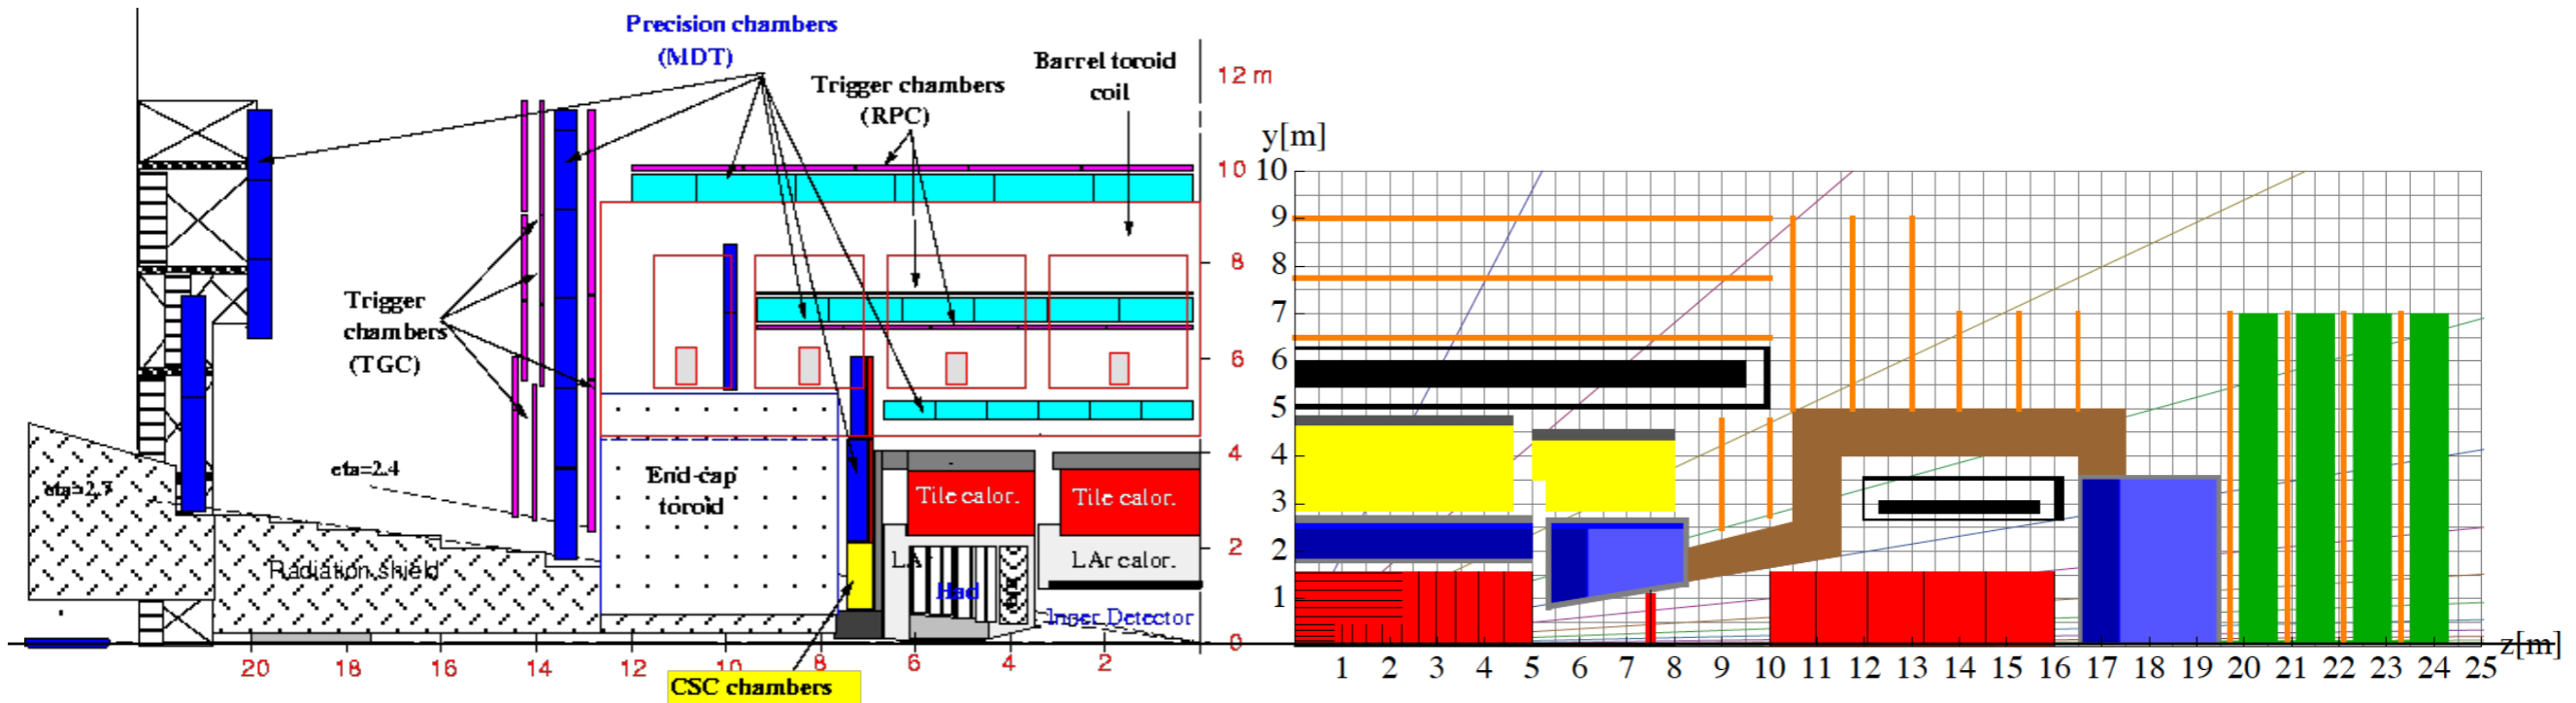 Precision chambers
(MDT)
Trigger chambers
(RPC)
Barrel toroid
coil
12 m
10
8
6
4
2
0
Trigger
chambers
(TGC)
eta=2.4
eta=2.7
End-cap
toroid
Radiation shield
Tile calor.
Tile calor.
LAr calor.
Had
Inner Detector
CSC chambers
20 18 16 14 12 10 8 6 4 2
y[m]
10
9
8
7
6
5
4
3
2
1
1 2 3 4 5 6 7 8 9 10 11 12 13 14 15 16 17 18 19 20 21 22 23 24 25
z[m]